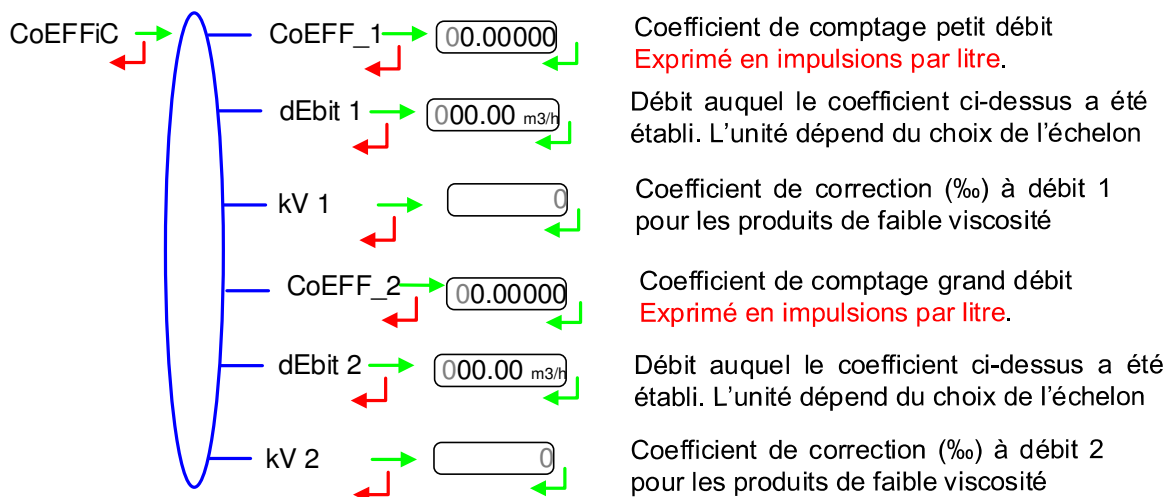 CoEFFiC
CoEFF_1
00.00000
Coefficient de comptage petit débit
Exprimé en impulsions par litre.
dEbit 1
000.00 m3/h
Débit auquel le coefficient ci-dessus a été
établi. L'unité dépend du choix de l'échelon
kV 1
0
Coefficient de correction (‰) à débit 1
pour les produits de faible viscosité
CoEFF_2
00.00000
Coefficient de comptage grand débit
Exprimé en impulsions par litre.
dEbit 2
000.00 m3/h
Débit auquel le coefficient ci-dessus a été
établi. L'unité dépend du choix de l'échelon
kV 2
0
Coefficient de correction (‰) à débit 2
pour les produits de faible viscosité